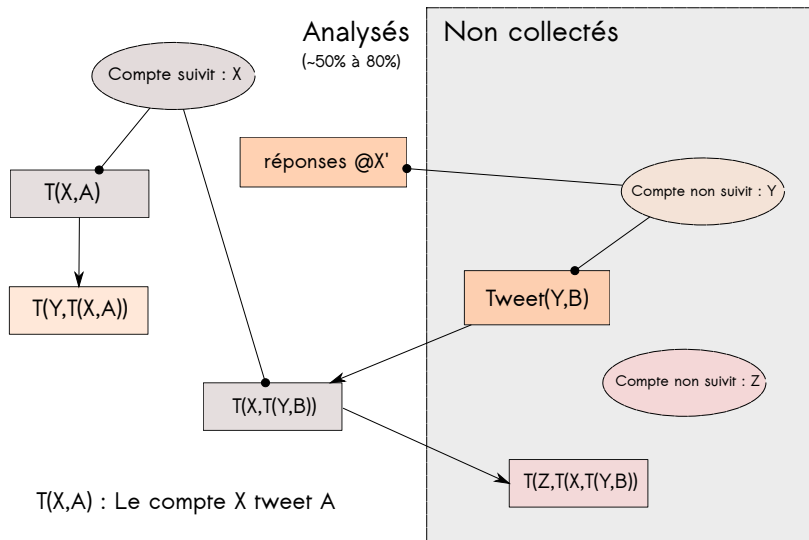 Analysés
(~50% à 80%)
Non collectés
Compte suivit : X
réponses @X'
T(X,A)
Compte non suivit : Y
Tweet(Y,B)
T(Y,T(X,A))
Compte non suivit : Z
T(X,T(Y,B))
T(Z,T(X,T(Y,B))
T(X,A) : Le compte X tweet A